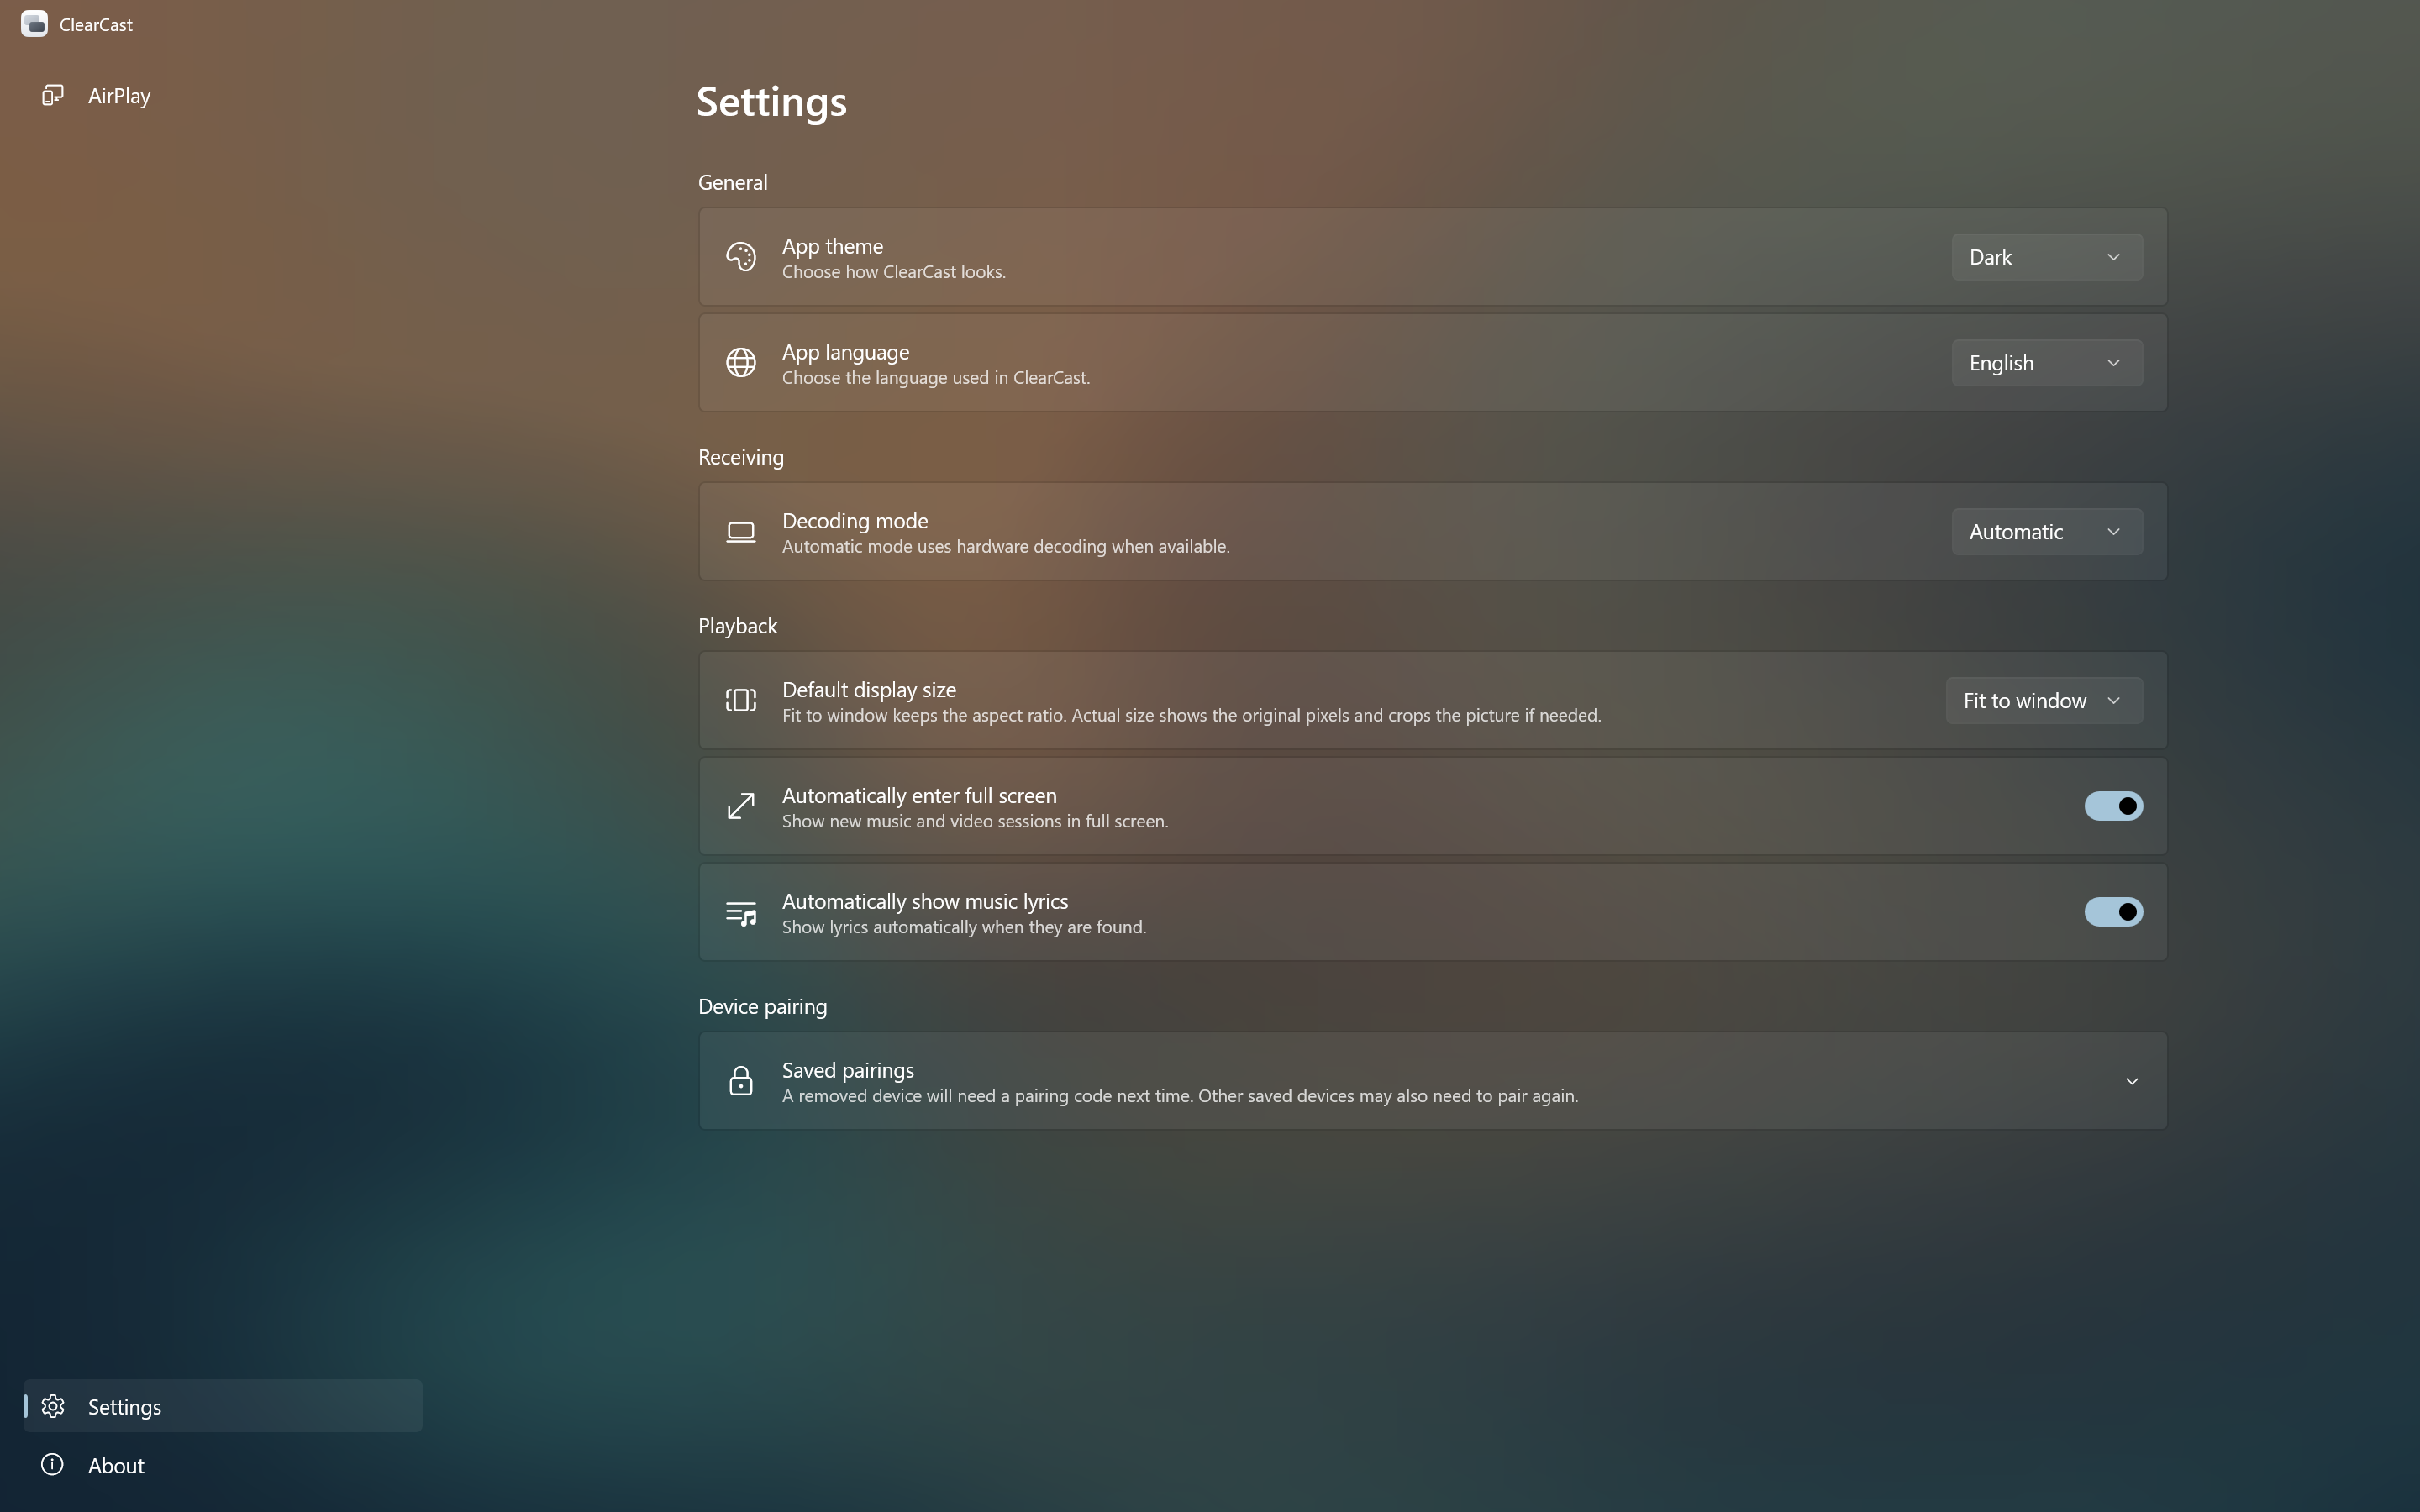 ClearCast
AirPlay
Settings
General
App theme
Choose how ClearCast looks.
Dark
App language
Choose the language used in ClearCast.
English
Receiving
Decoding mode
Automatic mode uses hardware decoding when available.
Automatic
Playback
Default display size
Fit to window keeps the aspect ratio. Actual size shows the original pixels and crops the picture if needed.
Fit to window
Automatically enter full screen
Show new music and video sessions in full screen.
Automatically show music lyrics
Show lyrics automatically when they are found.
Device pairing
Saved pairings
A removed device will need a pairing code next time. Other saved devices may also need to pair again.
Settings
About